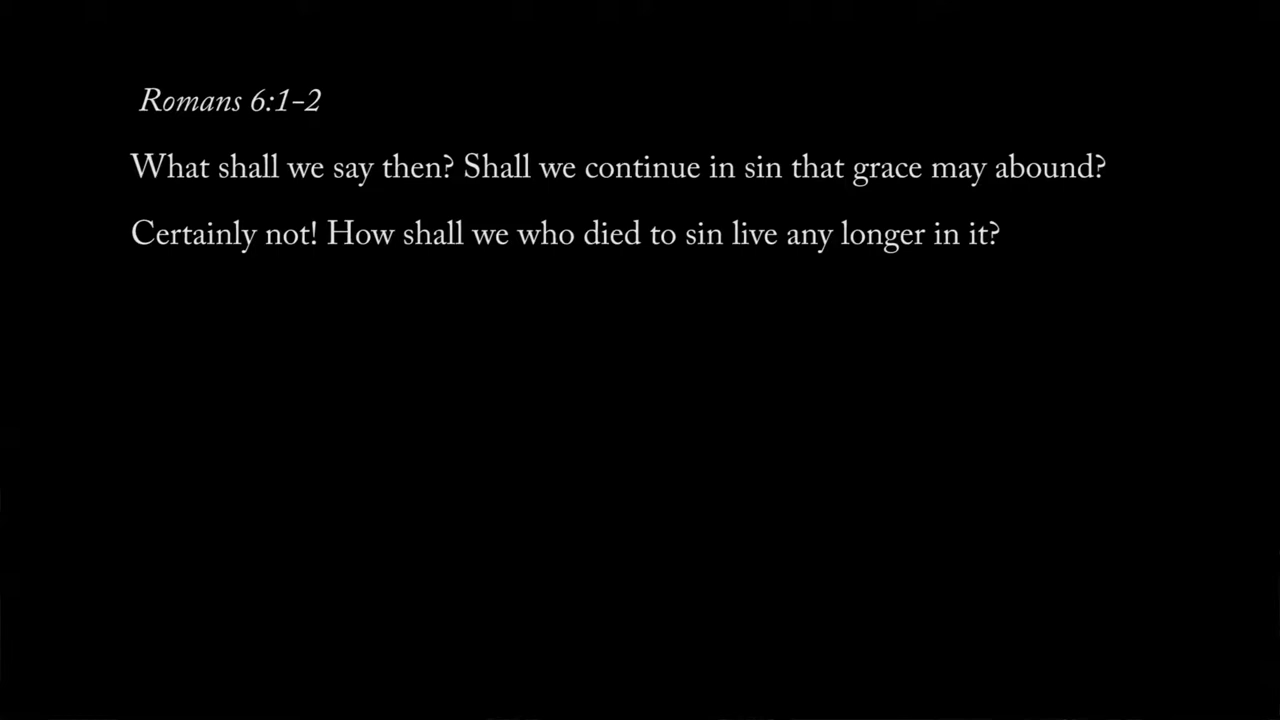 Romans 6:1-2
What shall we say then? Shall we continue in sin that grace may abound?
Certainly not! How shall we who died to sin live any longer in it?